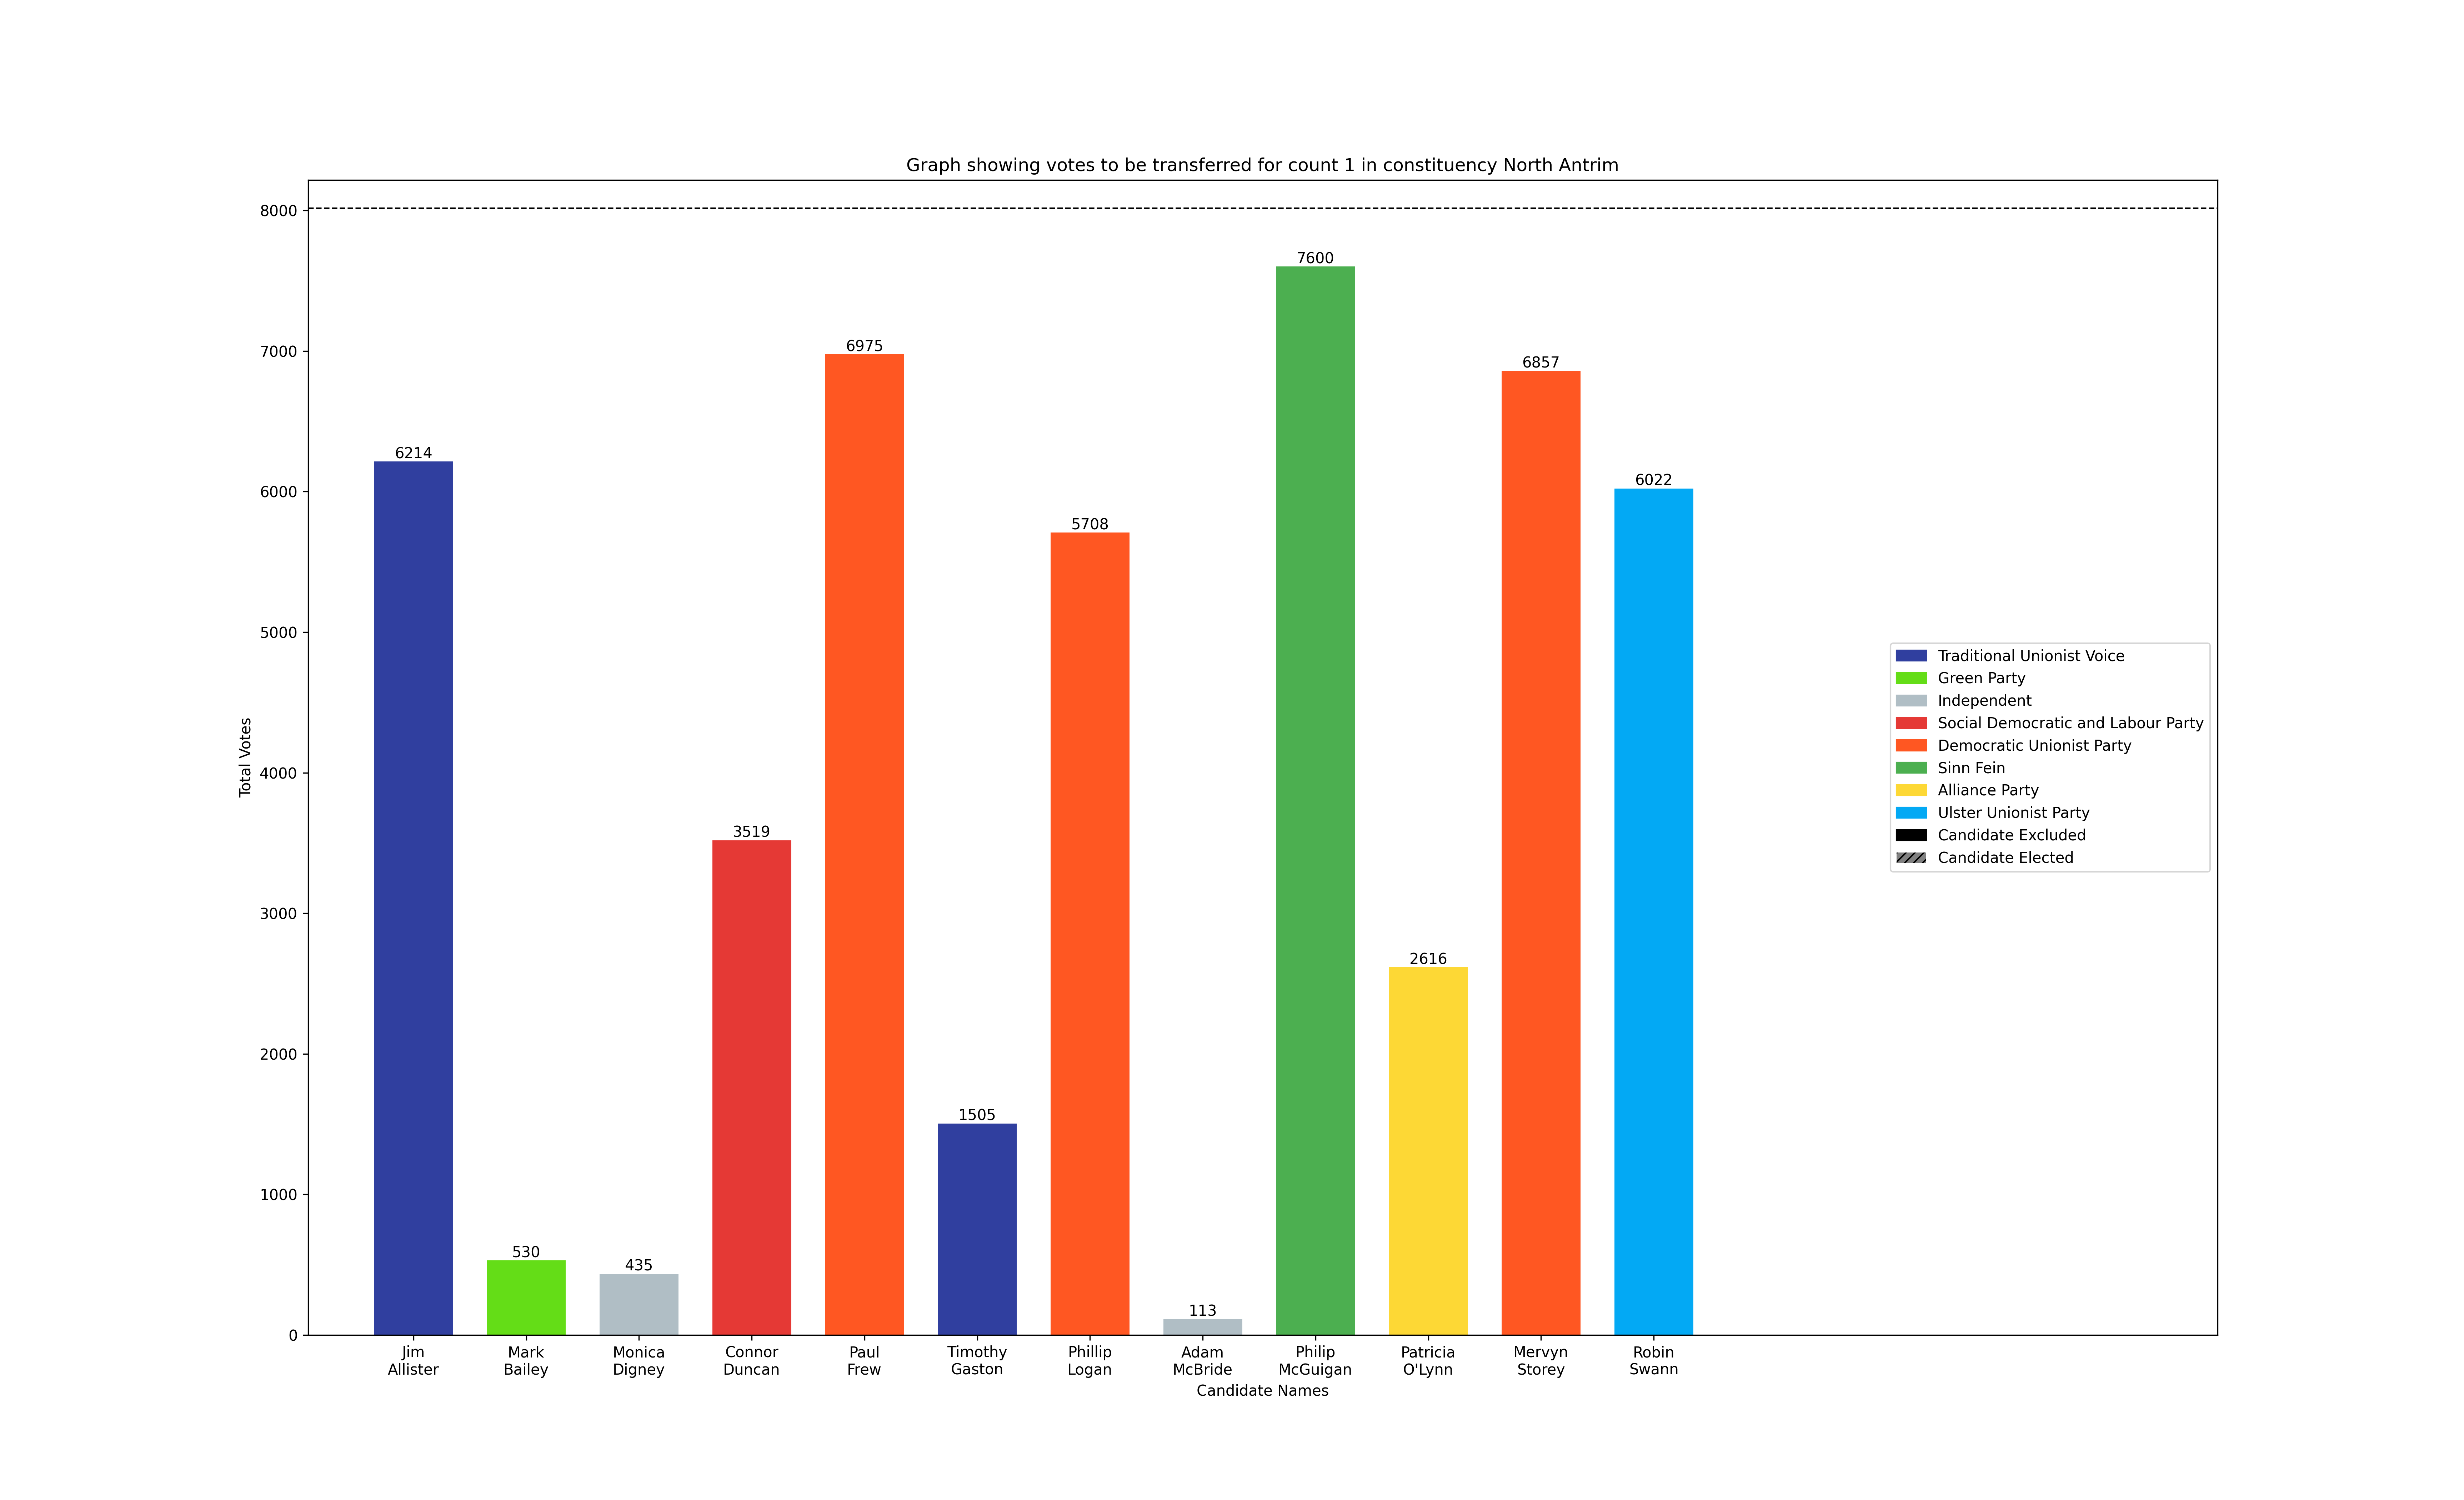 Graph showing votes to be transferred for count 1 in constituency North Antrim
Total Votes
8000
7000
6000
5000
4000
3000
2000
1000
0
6214
530
435
3519
6975
1505
5708
113
7600
2616
6857
6022
Traditional Unionist Voice
Green Party
Independent
Social Democratic and Labour Party
Democratic Unionist Party
Sinn Fein
Alliance Party
Ulster Unionist Party
Candidate Excluded
Candidate Elected
Jim
Allister
Mark
Bailey
Monica
Digney
Connor
Duncan
Paul
Frew
Timothy
Gaston
Phillip
Logan
Adam
McBride
Philip
McGuigan
Patricia
O'Lynn
Mervyn
Storey
Robin
Swann
Candidate Names